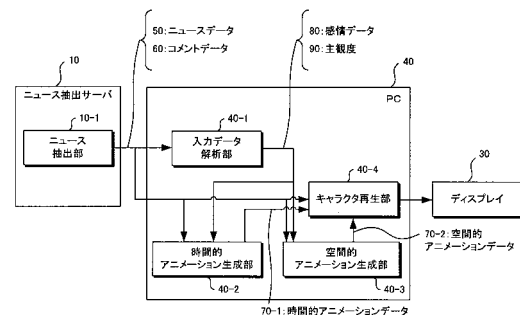 50:ニュースデータ
60:コメントデータ
80:感情データ
90:主観度
10
ニュース抽出サーバ
10-1
ニュース
抽出部
40
PC
40-1
入力データ
解析部
40-4
キャラクタ再生部
30
ディスプレイ
時間的
アニメーション生成部
40-2
空間的
アニメーション生成部
40-3
70-2:空間的
アニメーションデータ
70-1:時間的アニメーションデータ